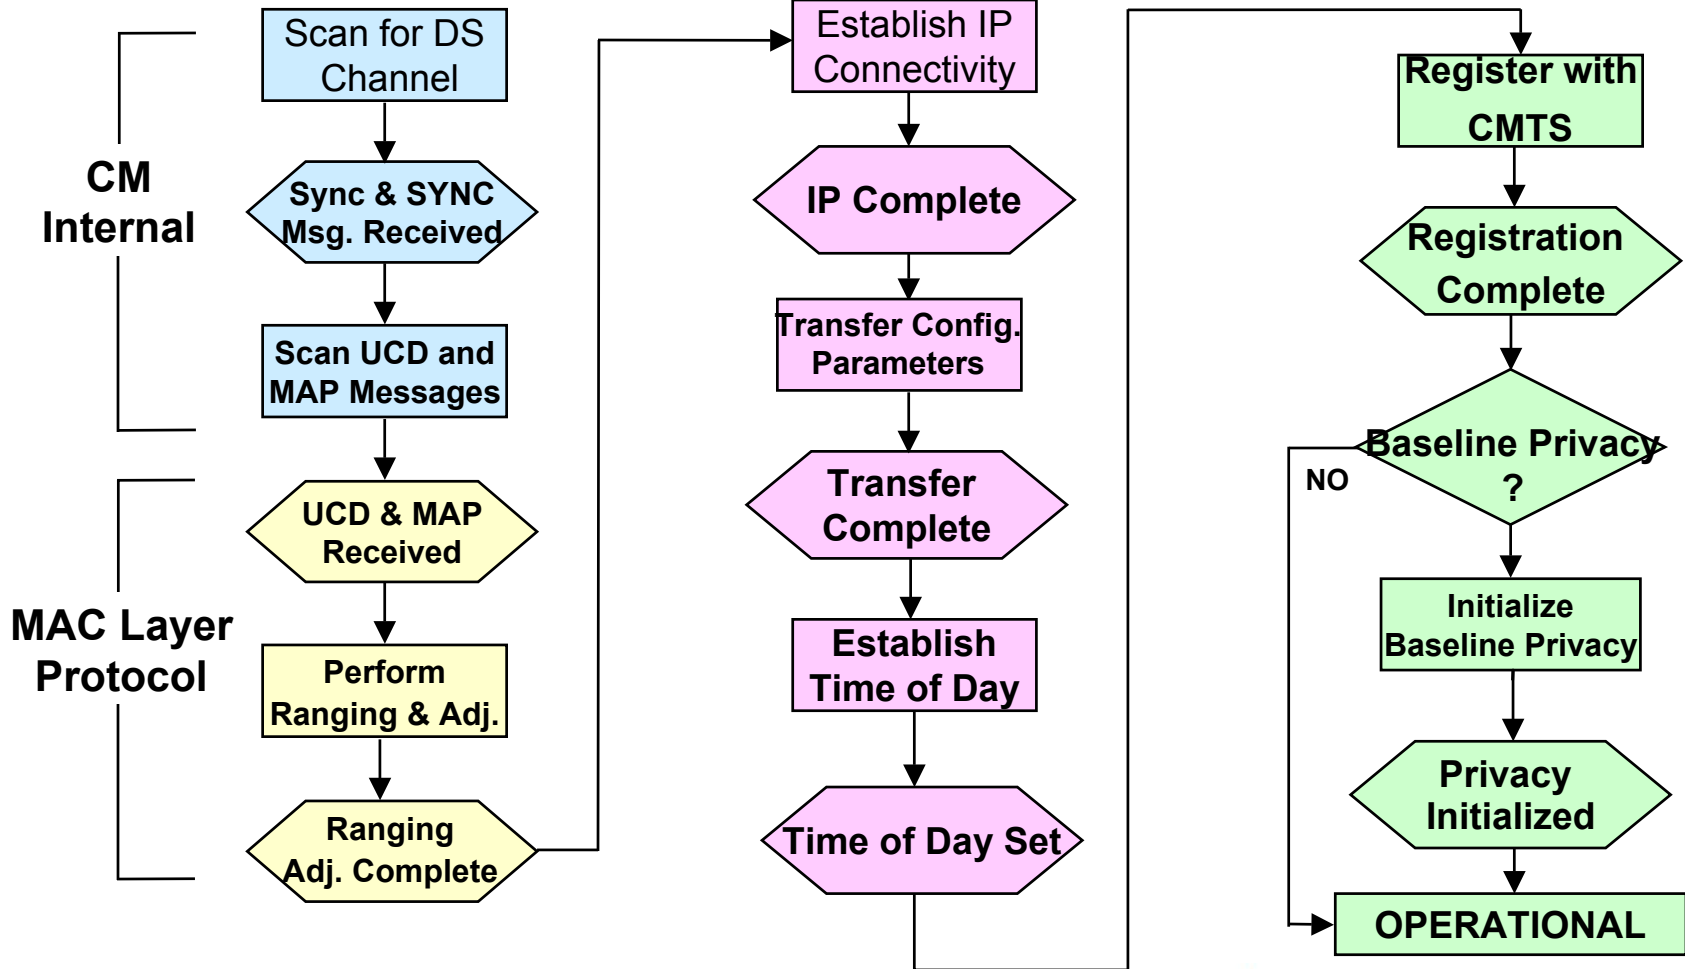 CM
Internal
MAC Layer
Protocol
Scan for DS
Channel
Sync & SYNC
Msg. Received
Scan UCD and
MAP Messages
UCD & MAP
Received
Perform
Ranging & Adj.
Ranging
Adj. Complete
Establish IP
Connectivity
IP Complete
Transfer Config.
Parameters
Transfer
Complete
Establish
Time of Day
Time of Day Set
Register with
CMTS
Registration
Complete
Baseline Privacy
?
NO
Initialize
Baseline Privacy
Privacy
Initialized
OPERATIONAL